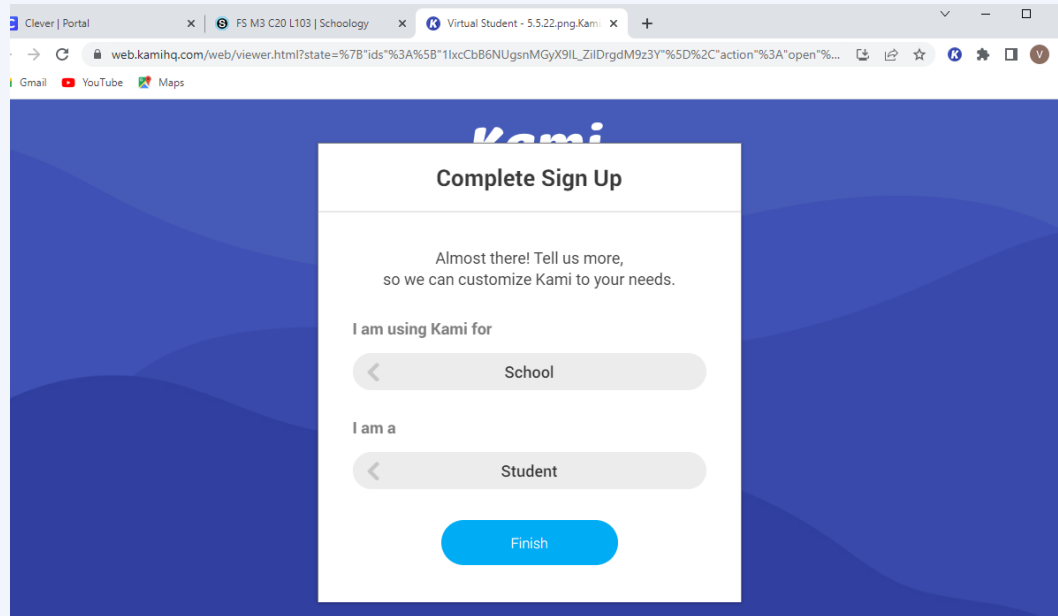 Clever | Portal
FS M3 C20 L103 | Schoology
Virtual Student - 5.5.22.png.Kam
web.kamihq.com/web/viewer.html?state=%7B"ids"%3A%5B"1IxcCbB6NUgsnMGyX9IL_ZiIDrgdM9z3Y"%5D%2C"action"%3A"open"%...
V
Gmail
YouTube
Maps
Kami
Complete Sign Up
Almost there! Tell us more,
so we can customize Kami to your needs.
I am using Kami for
School
I am a
Student
Finish